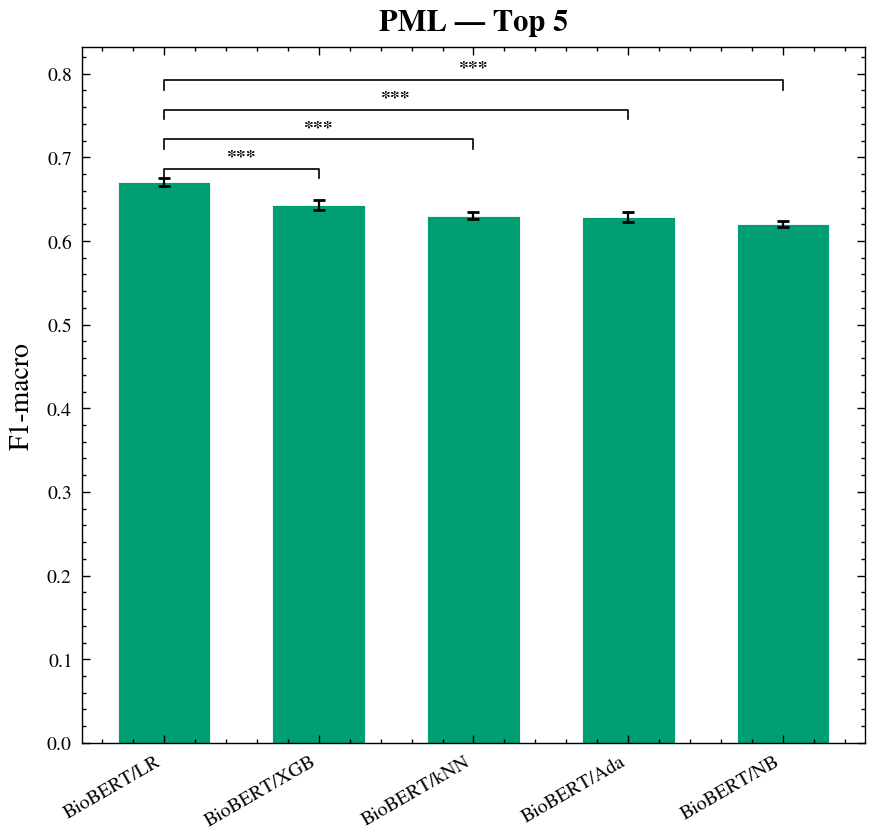 PML — Top 5
***
***
***
***
F1-macro
0.8
0.7
0.6
0.5
0.4
0.3
0.2
0.1
0.0
BioBERT/LR
BioBERT/XGB
BioBERT/kNN
BioBERT/Ada
BioBERT/NB